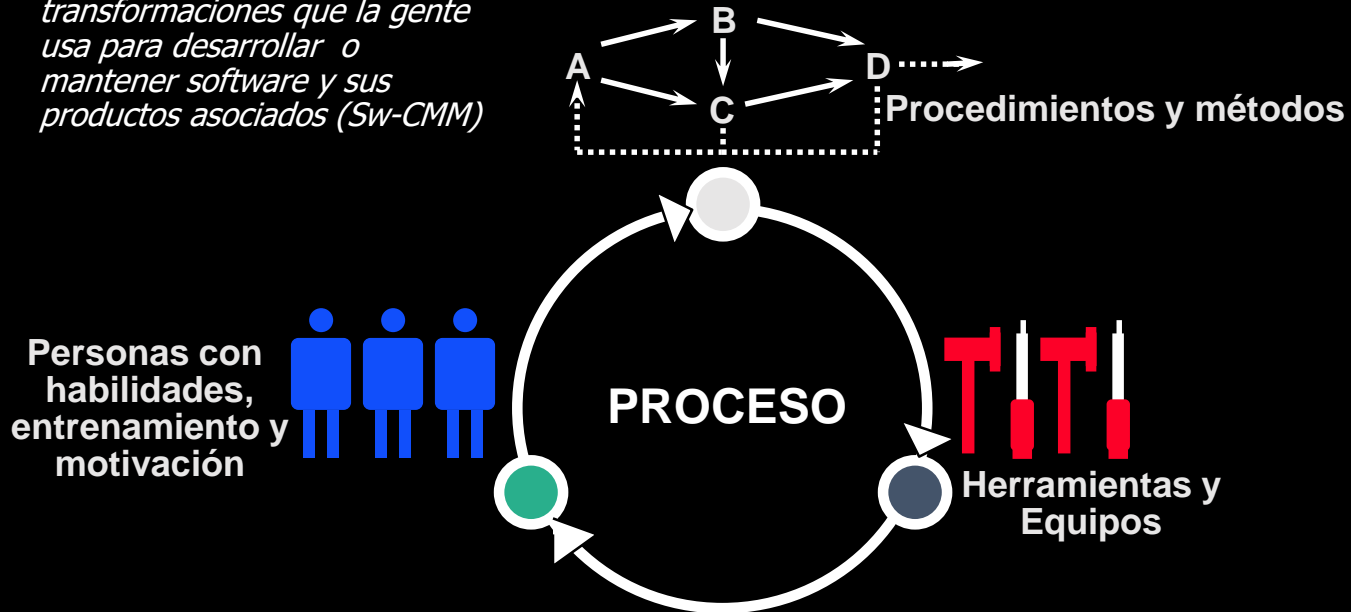 transformaciones que la gente
usa para desarrollar o
mantener software y sus
productos asociados (Sw-CMM)
B
A
D
C
Procedimientos y métodos
Personas con
habilidades,
entrenamiento y
motivación
PROCESO
Herramientas y
Equipos